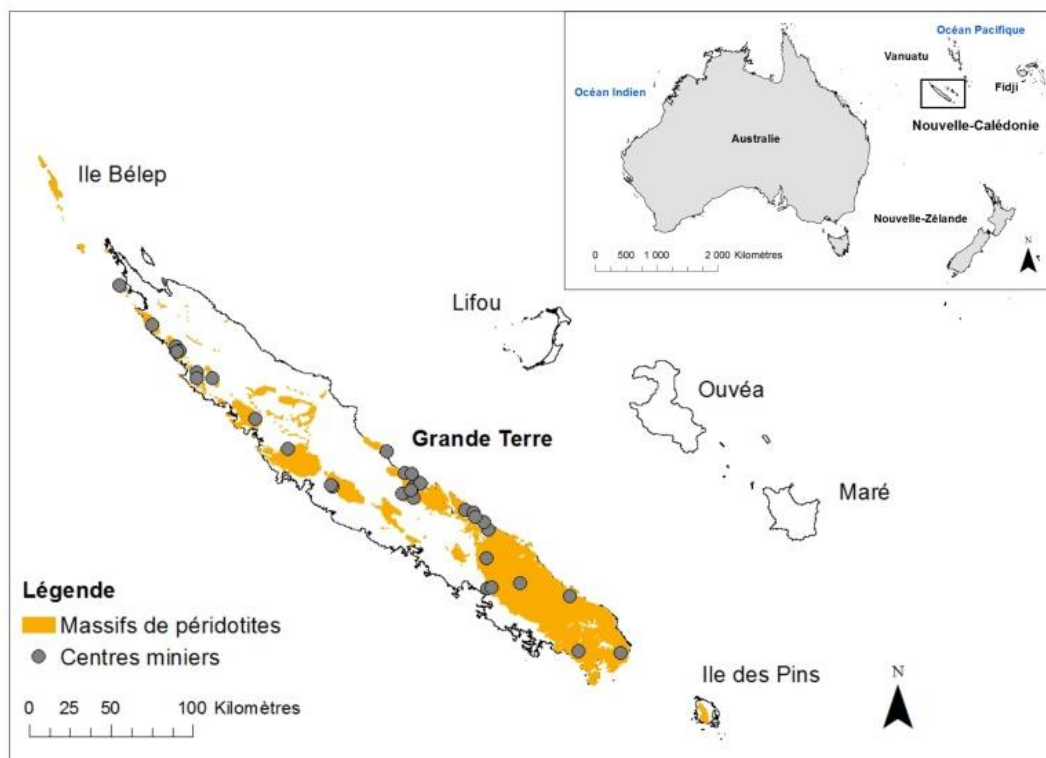 Océan Pacifique
Vanuatu
Fidji
Océan Indien
Nouvelle-Calédonie
Australie
Nouvelle-Zélande
N
0 500 1 000 2 000 Kilomètres
Ile Bélep
Lifou
Ouvéa
Grande Terre
Maré
Légende
Massifs de péridotites
Centres miniers
Ile des Pins
N
0 25 50 100 Kilomètres